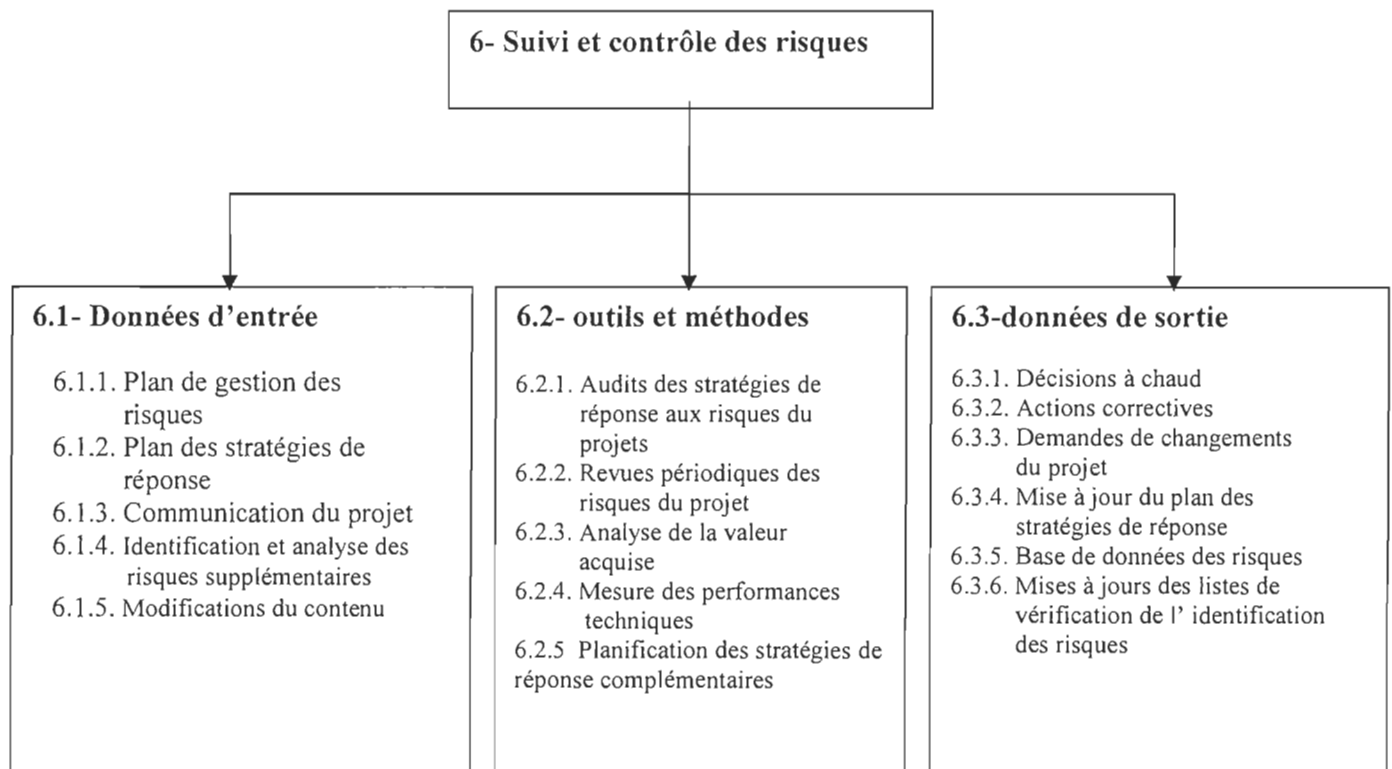 6- Suivi et contrôle des risques
6.1- Données d'entrée
6.1.1. Plan de gestion des
risques
6.1.2. Plan des stratégies de
réponse
6.1.3. Communication du projet
6.1.4. Identification et analyse des
risques supplémentaires
6.1.5. Modifications du contenu
6.2- outils et méthodes
6.2.1. Audits des stratégies de
réponse aux risques du
projets
6.2.2. Revues périodiques des
risques du projet
6.2.3. Analyse de la valeur
acquise
6.2.4. Mesure des performances
techniques
6.2.5 Planification des stratégies de
réponse complémentaires
6.3-données de sortie
6.3.1. Décisions à chaud
6.3.2. Actions correctives
6.3.3. Demandes de changements
du projet
6.3.4. Mise à jour du plan des
stratégies de réponse
6.3.5. Base de données des risques
6.3.6. Mises à jours des listes de
vérification de l' identification
des risques